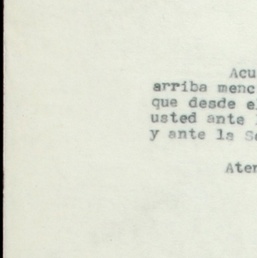 Acu
arriba menc
que desde e
usted ante
y ante la S
Aten